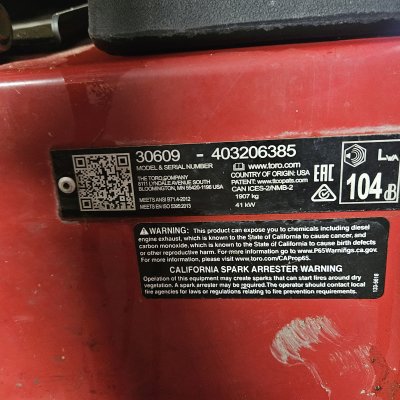 30609 - 403206385
MODEL & SERIAL NUMBER
www.toro.com
THE TORO COMPANY
8111 LYNDALE AVENUE SOUTH
BLOOMINGTON, MN 55420-1196 USA
COUNTRY OF ORIGIN: USA
PATENT: www.ttcopats.com
CAN ICES-2/NMB-2
MEETS ANSI B71.4-2012
MEETS EN ISO 5395:2013
1907 kg
41 kW
EAC
LWA
104 dB
WARNING: This product can expose you to chemicals including diesel
engine exhaust, which is known to the State of California to cause cancer, and
carbon monoxide, which is known to the State of California to cause birth defects
or other reproductive harm. For more information go to www.P65Warnings.ca.gov.
For more information, please visit www.toro.com/CAProp65.
CALIFORNIA SPARK ARRESTER WARNING
Operation of this equipment may create sparks that can start fires around dry
vegetation. A spark arrester may be required. The operator should contact local
fire agencies for laws or regulations relating to fire prevention requirements.